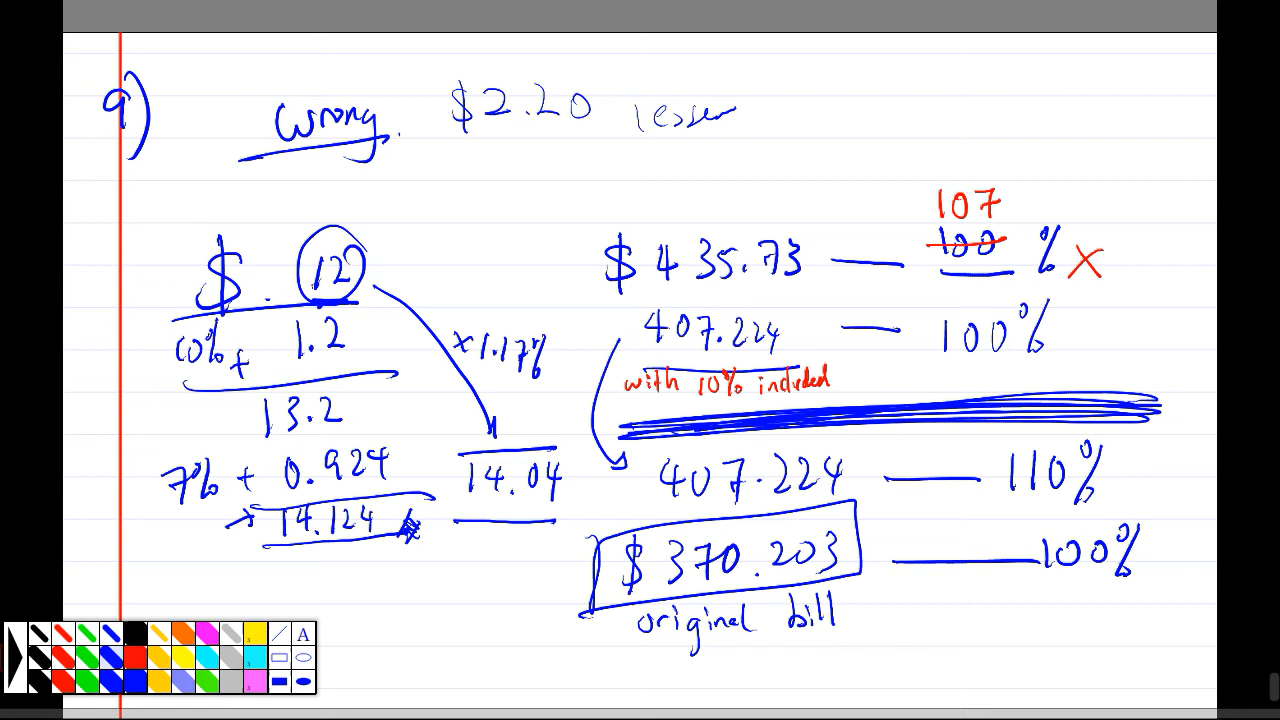 9)
Wrong. $2.20 lesser
107
$ 12 $435.73 — 100 % X
10% + 1.2 407.224 — 100%
x1.17%
with 10% included
13.2
7% + 0.924 14.04 407.224 — 110%
14.124
$370.203 — 100%
original bill
A